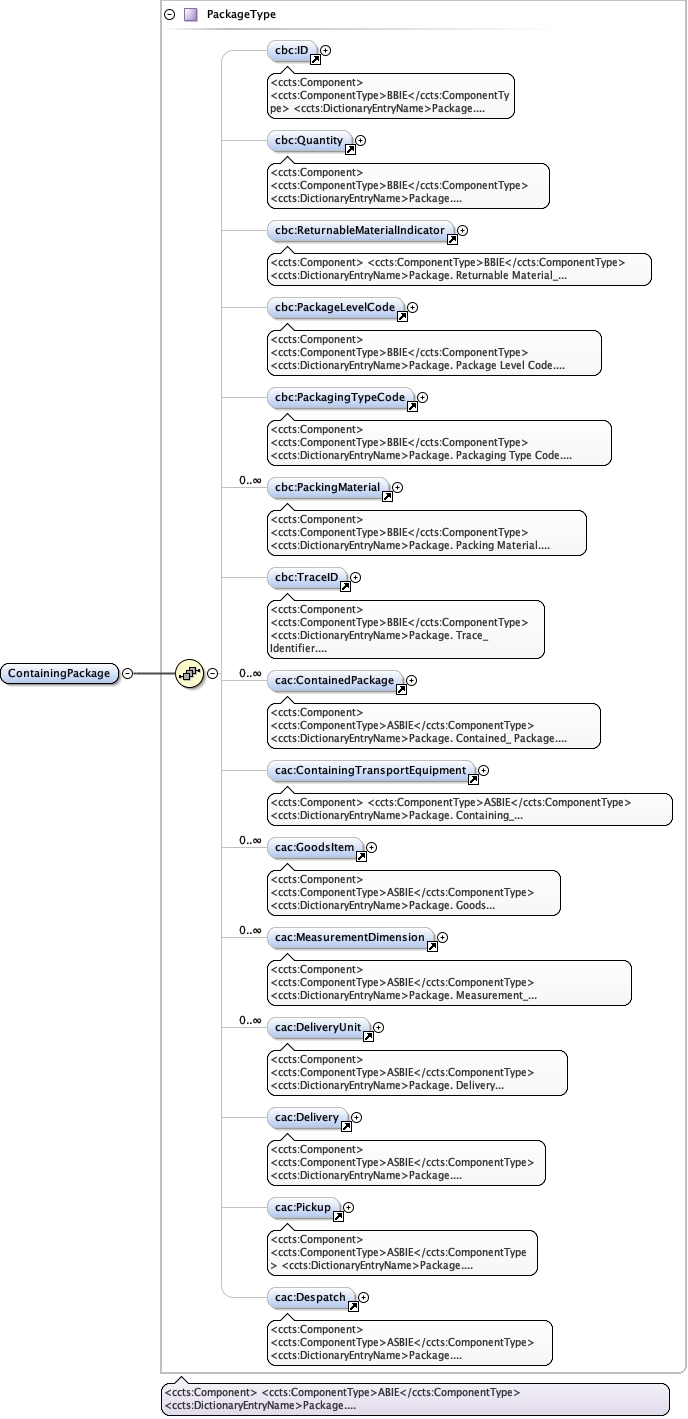 PackageType
cbc:ID
<ccts:Component>
<ccts:ComponentType>BBIE</ccts:ComponentTy
pe> <ccts:DictionaryEntryName>Package....
cbc:Quantity
<ccts:Component>
<ccts:ComponentType>BBIE</ccts:ComponentType>
<ccts:DictionaryEntryName>Package....
cbc:ReturnableMaterialIndicator
<ccts:Component> <ccts:ComponentType>BBIE</ccts:ComponentType>
<ccts:DictionaryEntryName>Package. Returnable Material_...
cbc:PackageLevelCode
<ccts:Component>
<ccts:ComponentType>BBIE</ccts:ComponentType>
<ccts:DictionaryEntryName>Package. Package Level Code....
cbc:PackagingTypeCode
<ccts:Component>
<ccts:ComponentType>BBIE</ccts:ComponentType>
<ccts:DictionaryEntryName>Package. Packaging Type Code....
0..∞ cbc:PackingMaterial
<ccts:Component>
<ccts:ComponentType>BBIE</ccts:ComponentType>
<ccts:DictionaryEntryName>Package. Packing Material....
cbc:TraceID
<ccts:Component>
<ccts:ComponentType>BBIE</ccts:ComponentType>
<ccts:DictionaryEntryName>Package. Trace_
Identifier....
ContainingPackage
0..∞ cac:ContainedPackage
<ccts:Component>
<ccts:ComponentType>ASBIE</ccts:ComponentType>
<ccts:DictionaryEntryName>Package. Contained_ Package....
cac:ContainingTransportEquipment
<ccts:Component> <ccts:ComponentType>ASBIE</ccts:ComponentType>
<ccts:DictionaryEntryName>Package. Containing_...
0..∞ cac:GoodsItem
<ccts:Component>
<ccts:ComponentType>ASBIE</ccts:ComponentType>
<ccts:DictionaryEntryName>Package. Goods...
0..∞ cac:MeasurementDimension
<ccts:Component>
<ccts:ComponentType>ASBIE</ccts:ComponentType>
<ccts:DictionaryEntryName>Package. Measurement_...
0..∞ cac:DeliveryUnit
<ccts:Component>
<ccts:ComponentType>ASBIE</ccts:ComponentType>
<ccts:DictionaryEntryName>Package. Delivery...
cac:Delivery
<ccts:Component>
<ccts:ComponentType>ASBIE</ccts:ComponentType>
<ccts:DictionaryEntryName>Package....
cac:Pickup
<ccts:Component>
<ccts:ComponentType>ASBIE</ccts:ComponentType
> <ccts:DictionaryEntryName>Package....
cac:Despatch
<ccts:Component>
<ccts:ComponentType>ASBIE</ccts:ComponentType>
<ccts:DictionaryEntryName>Package....
<ccts:Component> <ccts:ComponentType>ABIE</ccts:ComponentType>
<ccts:DictionaryEntryName>Package....